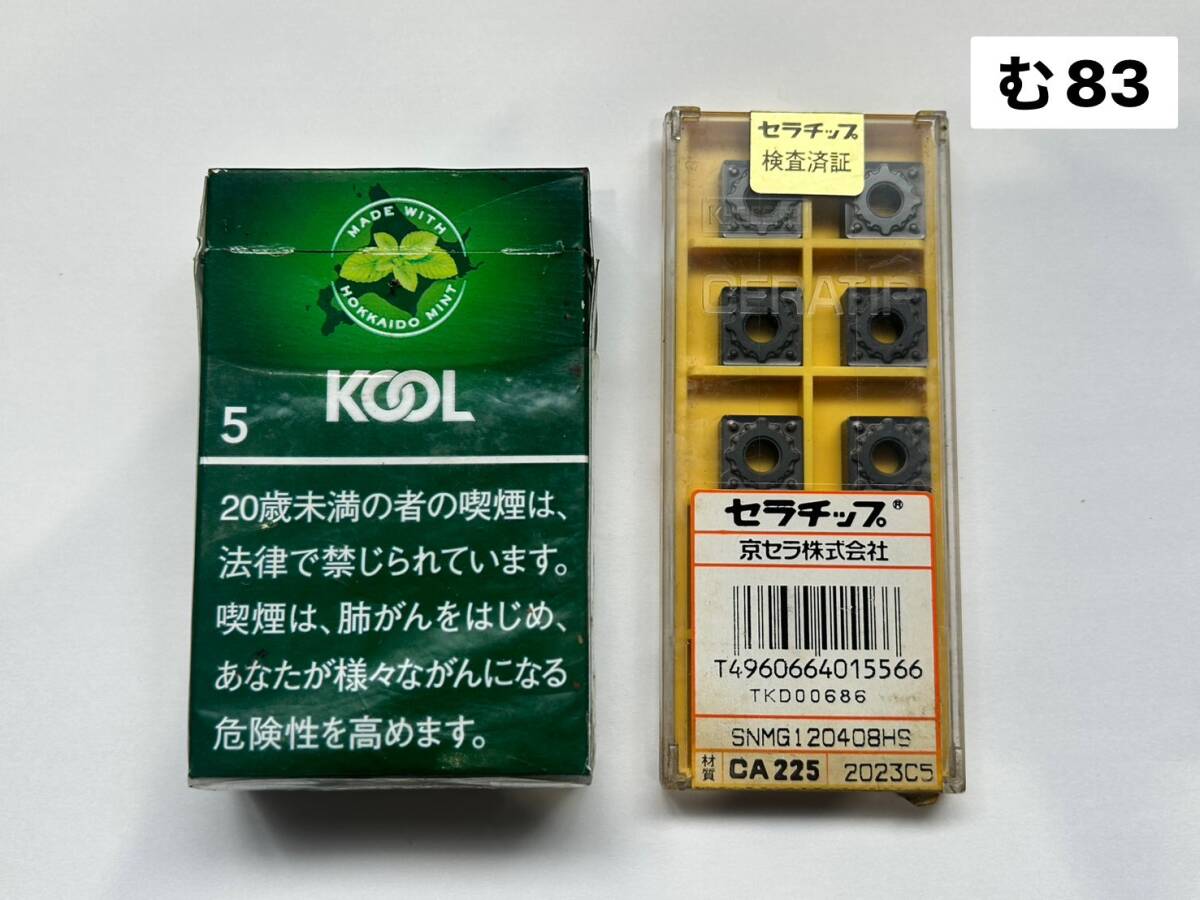 む83
MADE WITH
HOKKAIDO MINT
KOOL
5
20歳未満の者の喫煙は、
法律で禁じられています。
喫煙は、肺がんをはじめ、
あなたが様々ながんになる
危険性を高めます。
セラチップ
検査済証
CERATIP
セラチップ®
京セラ株式会社
T4960664015566
TKD00686
SNMG120408HS
材質 CA225 2023C5